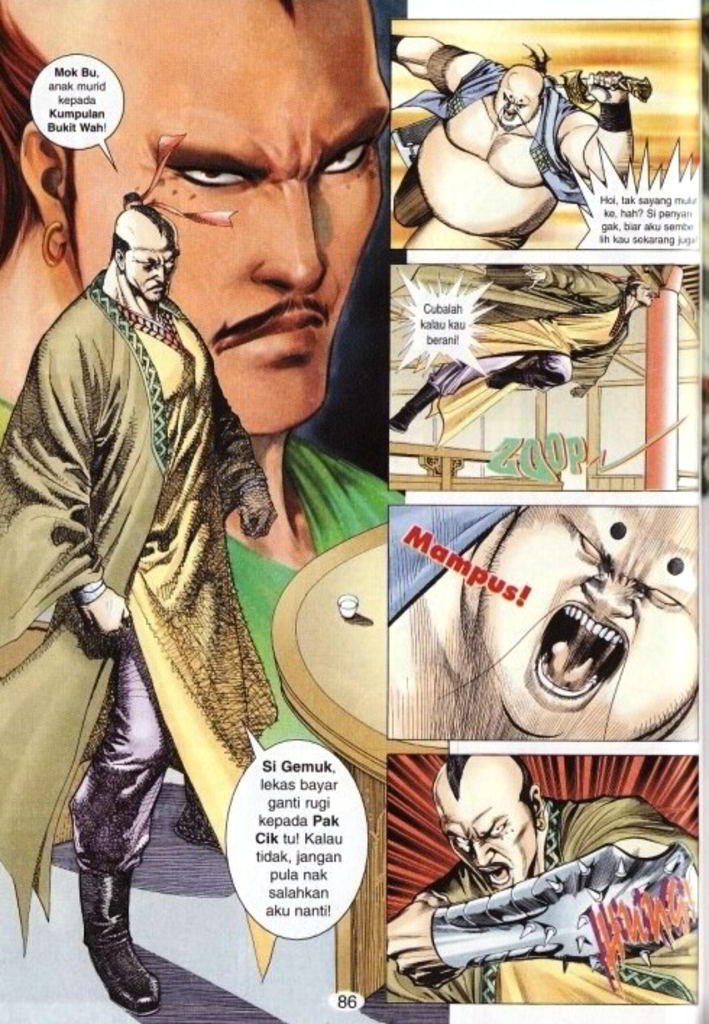 Mok Bu,
anak murid
kepada
Kumpulan
Bukit Wah!
Si Gemuk,
lekas bayar
ganti rugi
kepada Pak
Cik tu! Kalau
tidak, jangan
pula nak
salahkan
aku nanti!
Hoi, tak sayang mulut
ke, hah? Si penyan
gak, biar aku sembe
lih kau sekarang juga
Cubalah
kalau kau
berani!
ZOOP
Mampus!
86